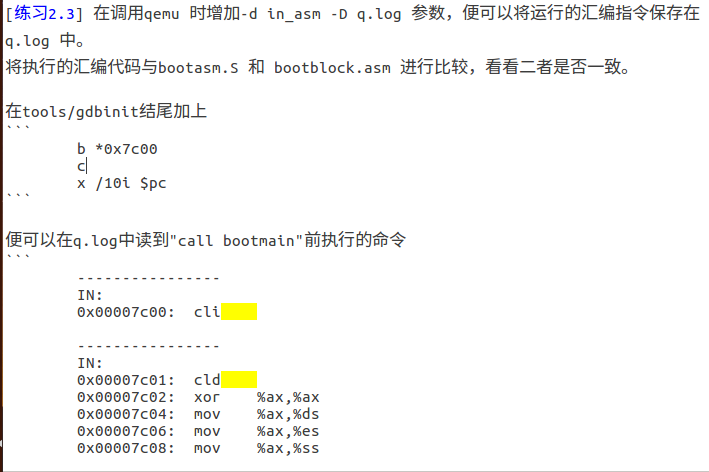 [练习2.3] 在调用qemu 时增加-d in_asm -D q.log 参数，便可以将运行的汇编指令保存在
q.log 中。
将执行的汇编代码与bootasm.S 和 bootblock.asm 进行比较，看看二者是否一致。
在tools/gdbinit结尾加上
```
b *0x7c00
c
x /10i $pc
```
便可以在q.log中读到"call bootmain"前执行的命令
```
----------------
IN:
0x00007c00: cli
----------------
IN:
0x00007c01: cld
0x00007c02: xor %ax,%ax
0x00007c04: mov %ax,%ds
0x00007c06: mov %ax,%es
0x00007c08: mov %ax,%ss